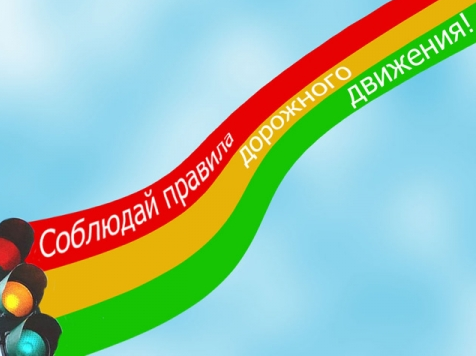 Соблюдай правила
дорожного
движения!